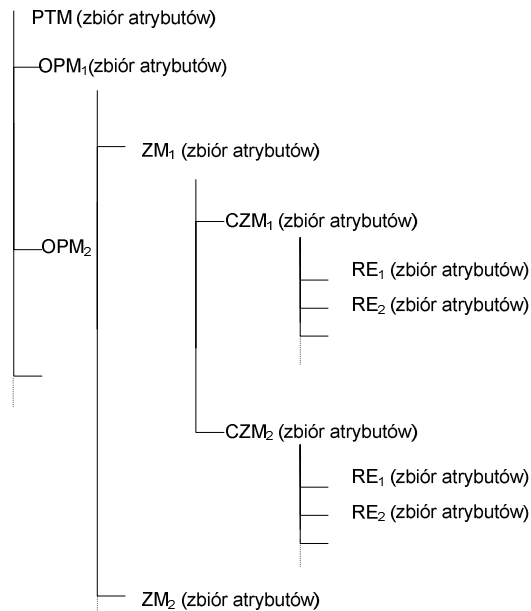 PTM (zbiór atrybutów)
OPM₁(zbiór atrybutów)
ZM₁ (zbiór atrybutów)
CZM₁ (zbiór atrybutów)
OPM₂
RE₁ (zbiór atrybutów)
RE₂ (zbiór atrybutów)
CZM₂ (zbiór atrybutów)
RE₁ (zbiór atrybutów)
RE₂ (zbiór atrybutów)
ZM₂ (zbiór atrybutów)